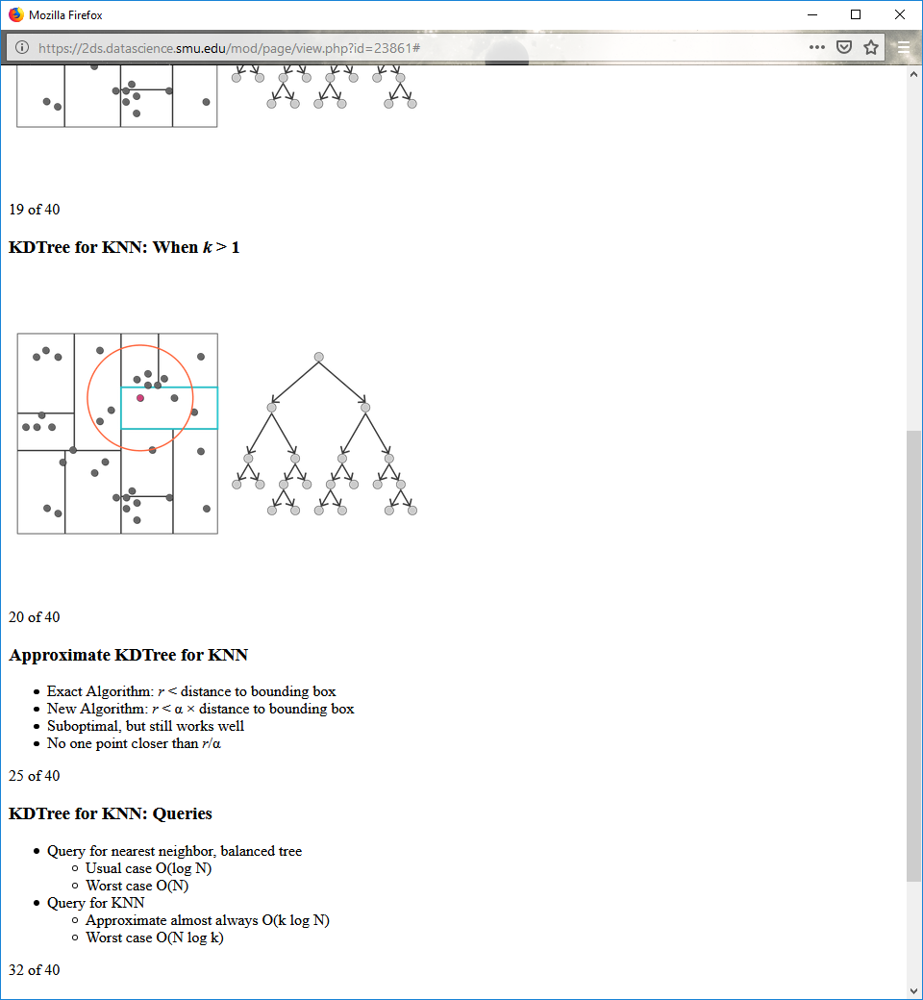 Mozilla Firefox
https://2ds.datascience.smu.edu/mod/page/view.php?id=23861#
19 of 40
KDTree for KNN: When k > 1
20 of 40
Approximate KDTree for KNN
Exact Algorithm: r < distance to bounding box
New Algorithm: r < α × distance to bounding box
Suboptimal, but still works well
No one point closer than r/α
25 of 40
KDTree for KNN: Queries
Query for nearest neighbor, balanced tree
Usual case O(log N)
Worst case O(N)
Query for KNN
Approximate almost always O(k log N)
Worst case O(N log k)
32 of 40